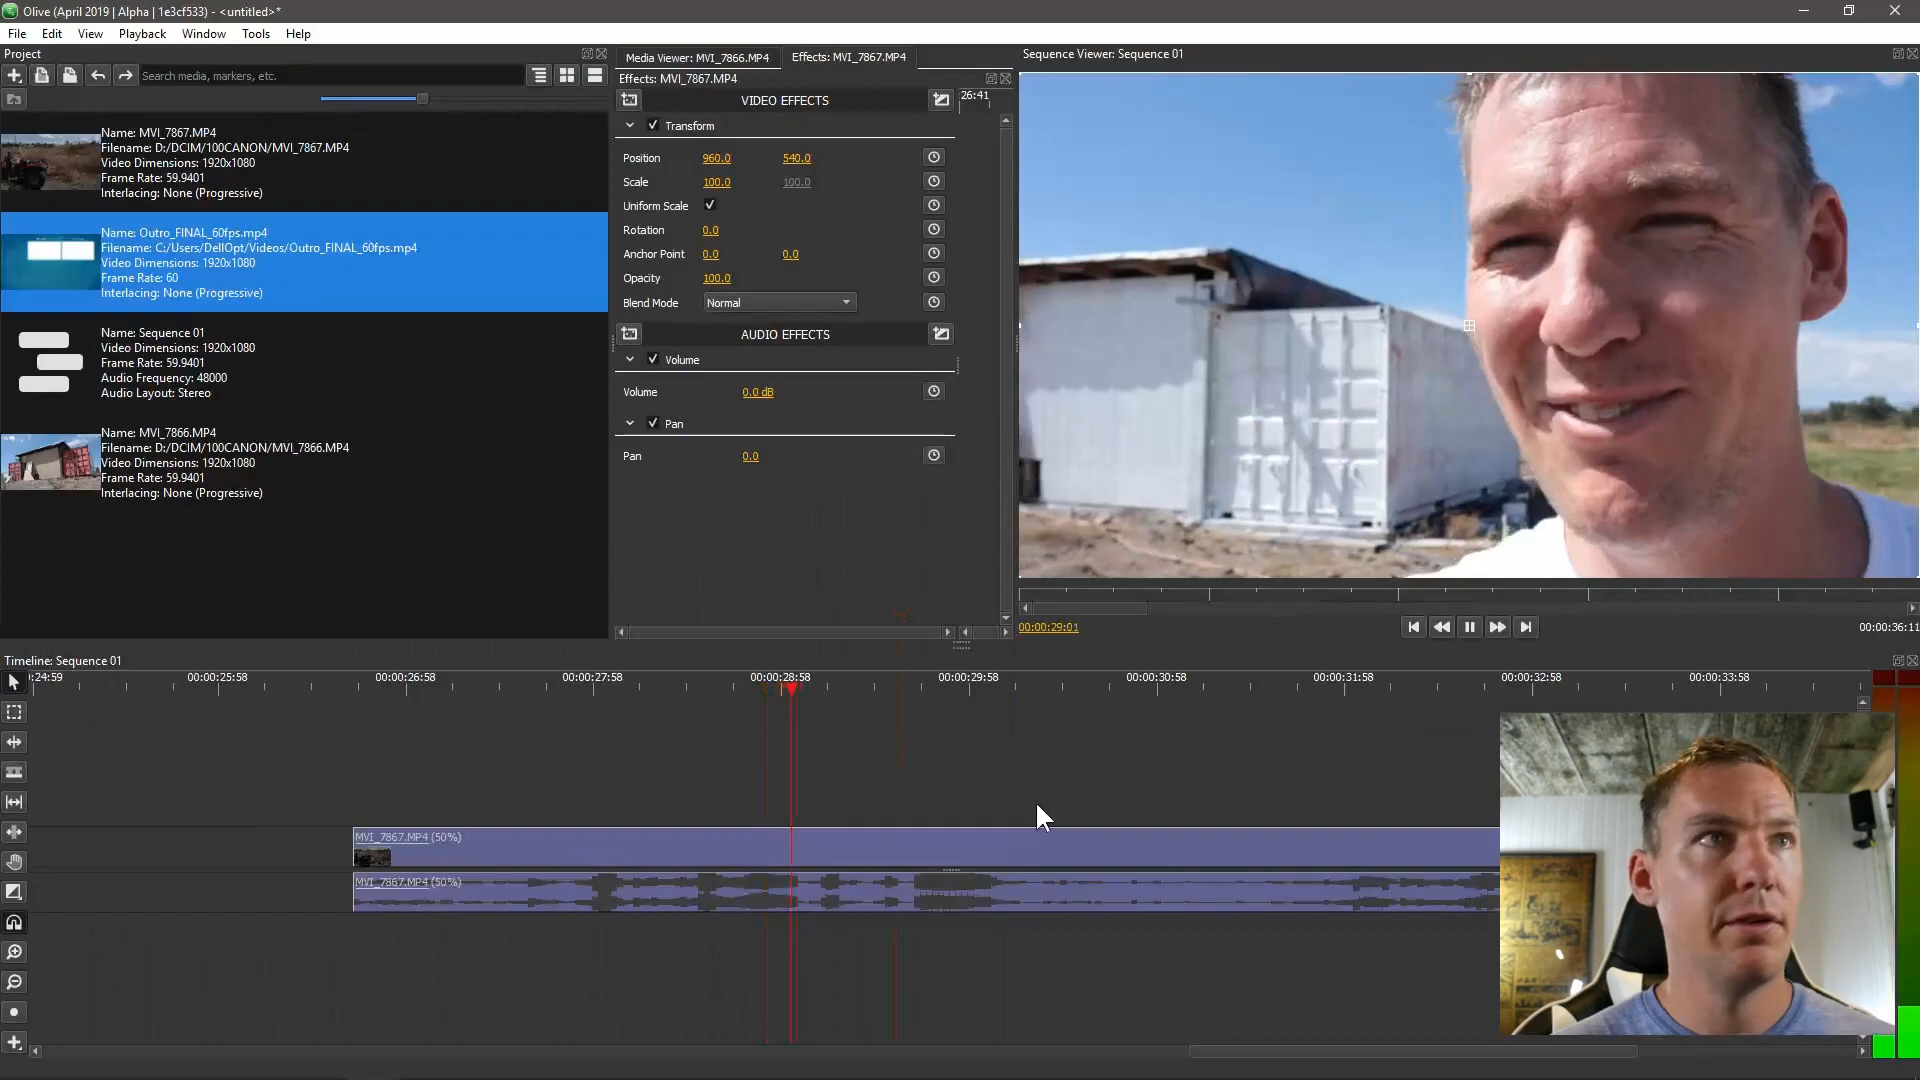 Olive (April 2019 | Alpha | 1e3cf533) - <untitled>*
File Edit View Playback Window Tools Help
Project
Search media, markers, etc.
Name: MVI_7867.MP4
Filename: D:/DCIM/100CANON/MVI_7867.MP4
Video Dimensions: 1920x1080
Frame Rate: 59.9401
Interlacing: None (Progressive)
Name: Outro_FINAL_60fps.mp4
Filename: C:/Users/DellOpt/Videos/Outro_FINAL_60fps.mp4
Video Dimensions: 1920x1080
Frame Rate: 60
Interlacing: None (Progressive)
Name: Sequence 01
Video Dimensions: 1920x1080
Frame Rate: 59.9401
Audio Frequency: 48000
Audio Layout: Stereo
Name: MVI_7866.MP4
Filename: D:/DCIM/100CANON/MVI_7866.MP4
Video Dimensions: 1920x1080
Frame Rate: 59.9401
Interlacing: None (Progressive)
Media Viewer: MVI_7866.MP4 Effects: MVI_7867.MP4
Effects: MVI_7867.MP4
VIDEO EFFECTS :26:41
Transform
Position 960.0 540.0
Scale 100.0 100.0
Uniform Scale
Rotation 0.0
Anchor Point 0.0 0.0
Opacity 100.0
Blend Mode Normal
AUDIO EFFECTS
Volume
Volume 0.0 dB
Pan
Pan 0.0
Sequence Viewer: Sequence 01
00:00:29:01 00:00:36:11
Timeline: Sequence 01
:24:59 00:00:25:58 00:00:26:58 00:00:27:58 00:00:28:58 00:00:29:58 00:00:30:58 00:00:31:58 00:00:32:58 00:00:33:58
MVI_7867.MP4 (50%)
MVI_7867.MP4 (50%)